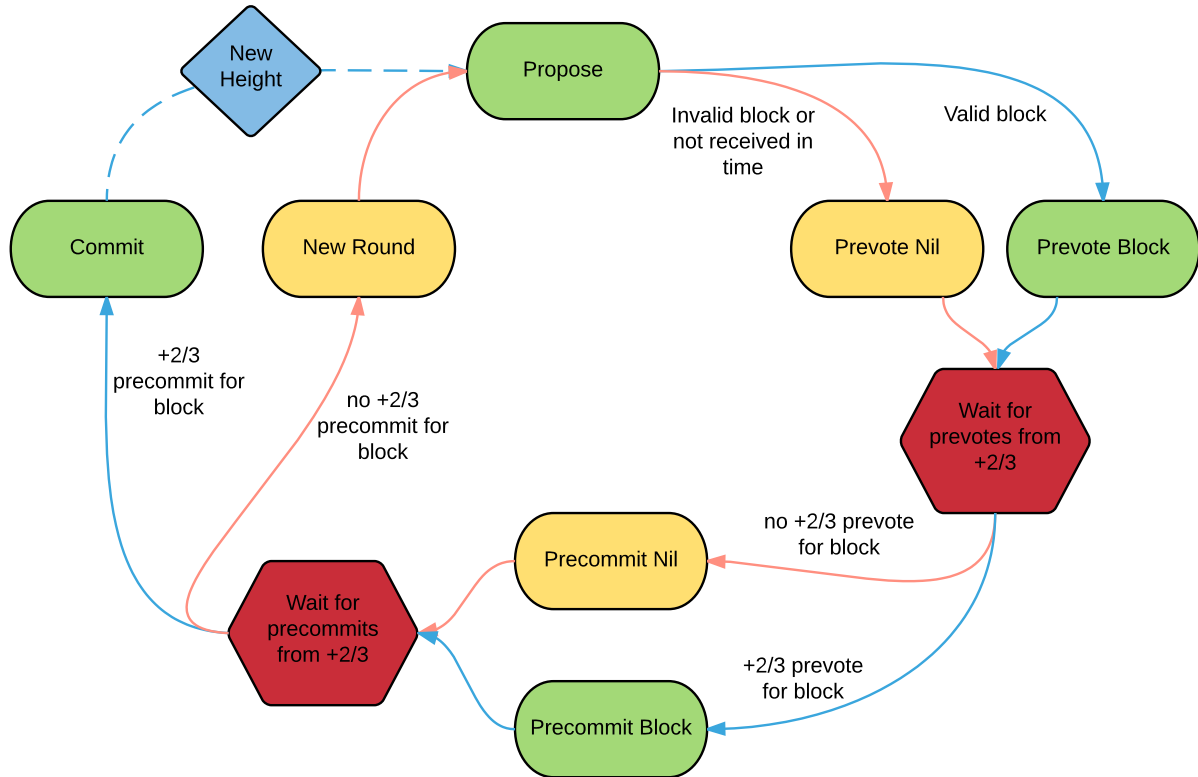 New
Height
Propose
Invalid block or
not received in
time
Valid block
Commit
New Round
Prevote Nil
Prevote Block
+2/3
precommit for
block
no +2/3
precommit for
block
Wait for
prevotes from
+2/3
no +2/3 prevote
for block
Precommit Nil
Wait for
precommits
from +2/3
+2/3 prevote
for block
Precommit Block